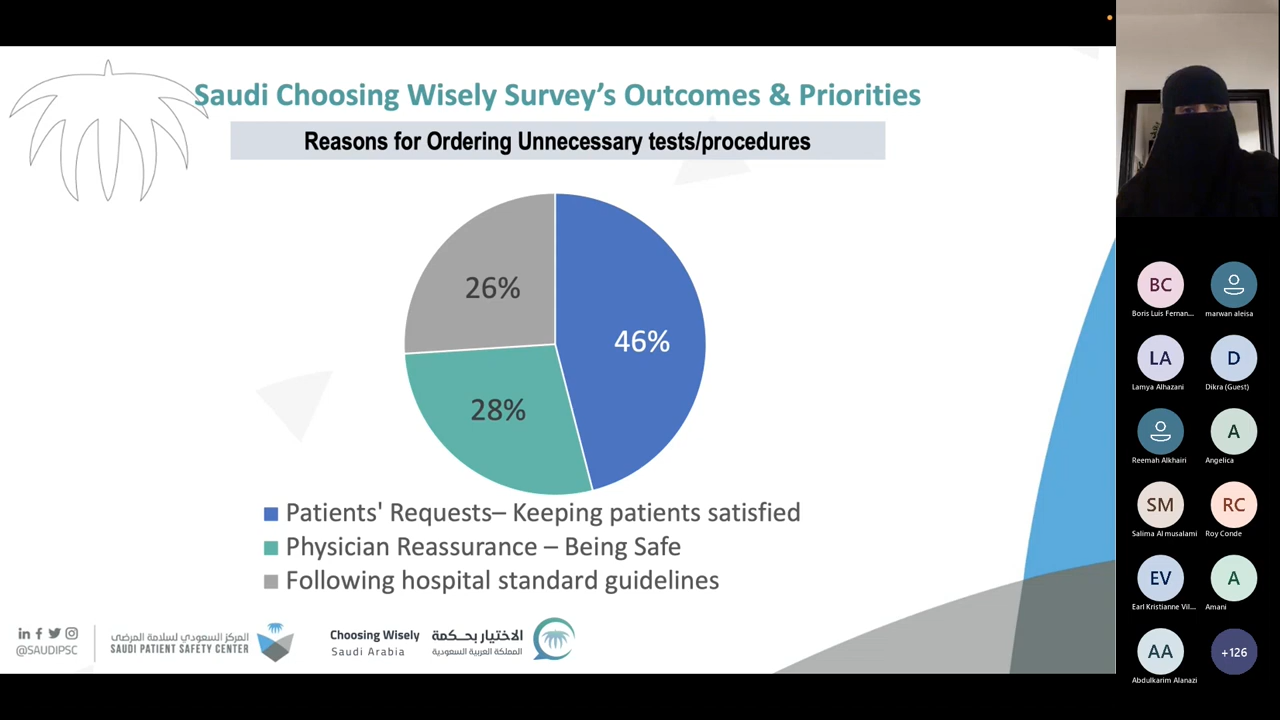 Saudi Choosing Wisely Survey’s Outcomes & Priorities
Reasons for Ordering Unnecessary tests/procedures
26%
46%
28%
Patients' Requests– Keeping patients satisfied
Physician Reassurance – Being Safe
Following hospital standard guidelines
@SAUDIPSC
المركز السعودي لسلامة المرضى
SAUDI PATIENT SAFETY CENTER
Choosing Wisely
Saudi Arabia
الاختيار بحكمة
المملكة العربية السعودية
BC
Boris Luis Fernan...
marwan aleisa
LA
Lamya Alhazani
D
Dikra (Guest)
Reemah Alkhairi
A
Angelica
SM
Salima Al musalami
RC
Roy Conde
EV
Earl Kristianne Vil...
A
Amani
AA
Abdulkarim Alanazi
+126